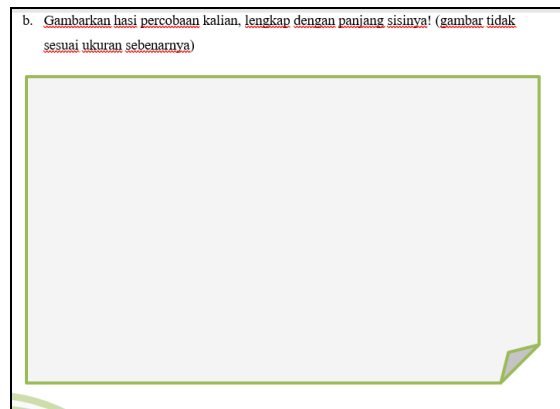 b. Gambarkan hasi percobaan kalian, lengkap dengan panjang sisinya! (gambar tidak
sesuai ukuran sebenarnya)